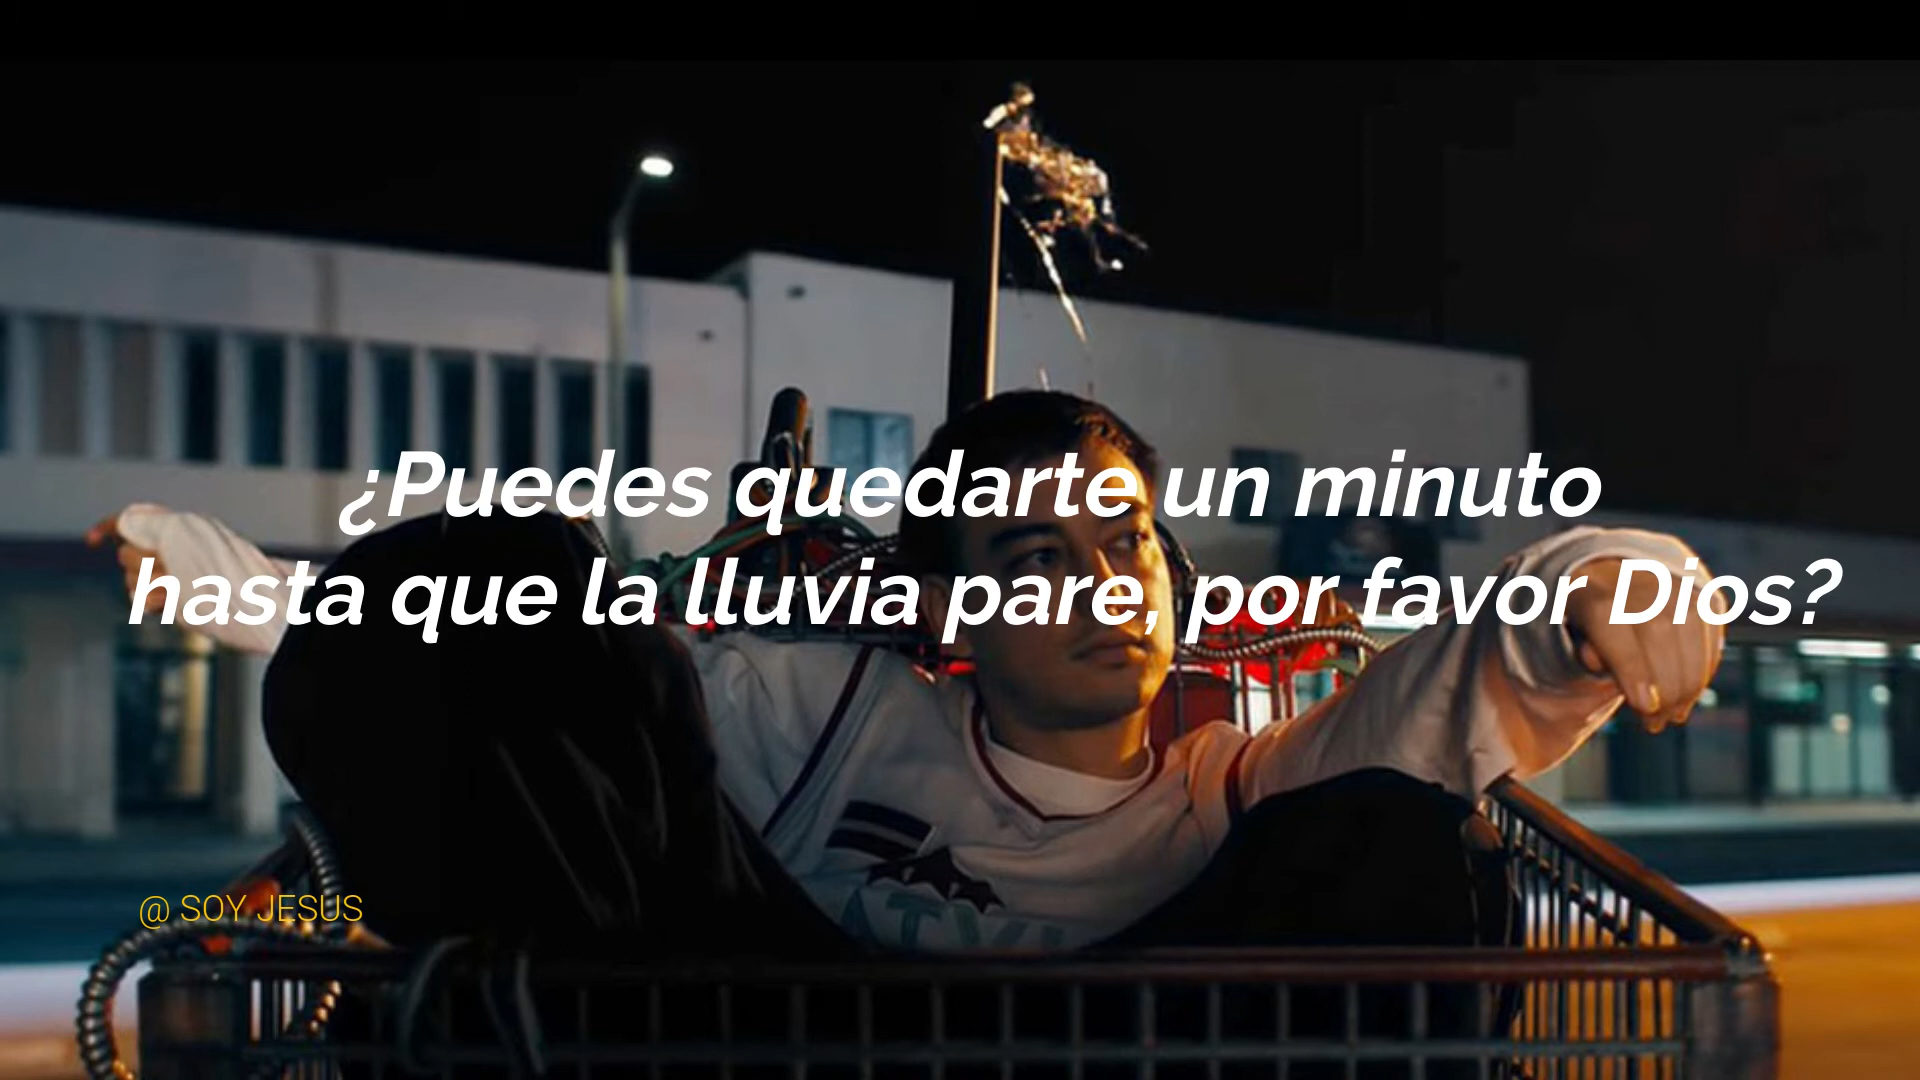 ¿Puedes quedarte un minuto
hasta que la lluvia pare, por favor Dios?
@ SOY JESUS